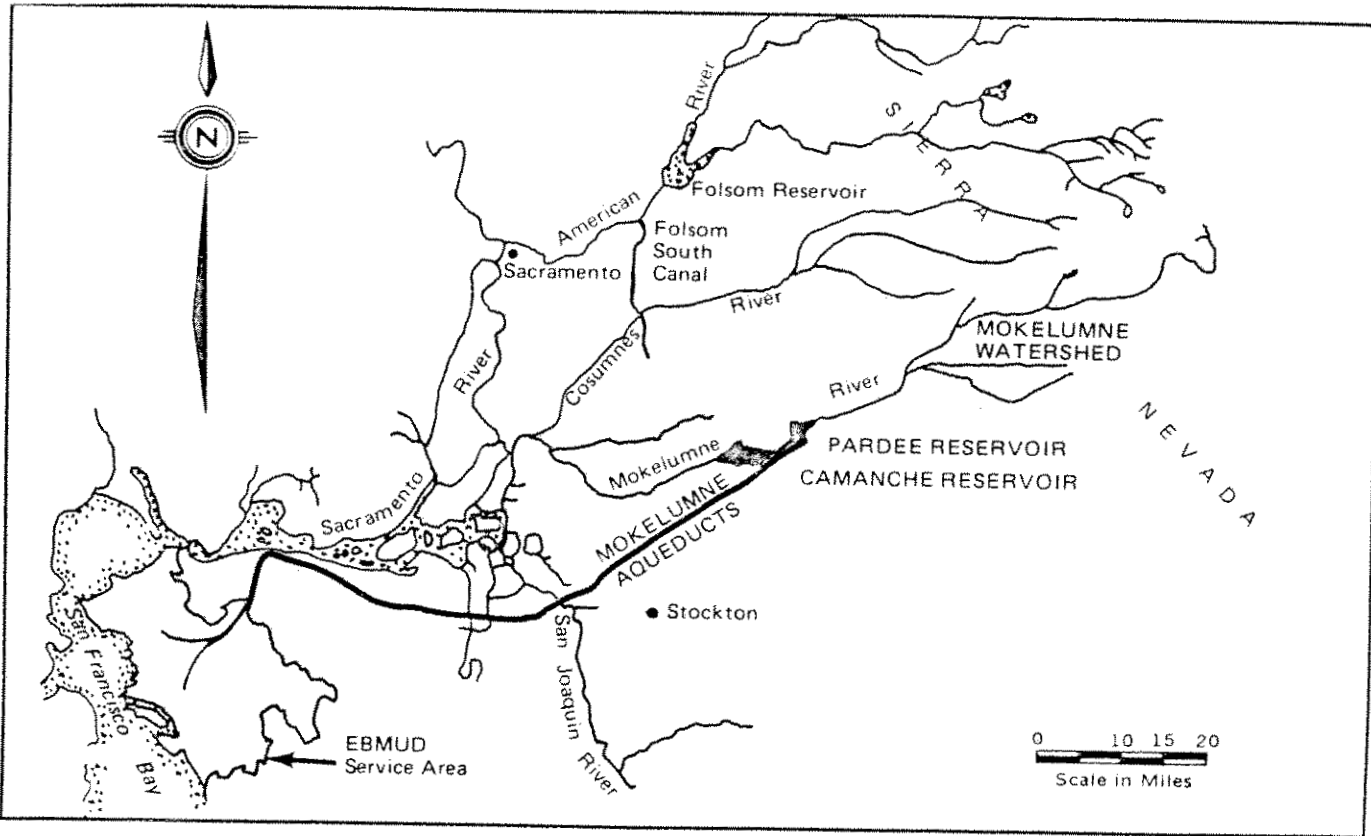 N
River
SIERRA
Folsom Reservoir
American
Folsom
South
Canal
Sacramento
River
River
Cosumnes
MOKELUMNE
WATERSHED
River
NEVADA
PARDEE RESERVOIR
CAMANCHE RESERVOIR
Mokelumne
Sacramento
MOKELUMNE
AQUEDUCTS
Stockton
San Joaquin River
San Francisco Bay
EBMUD
Service Area
0 10 15 20
Scale in Miles